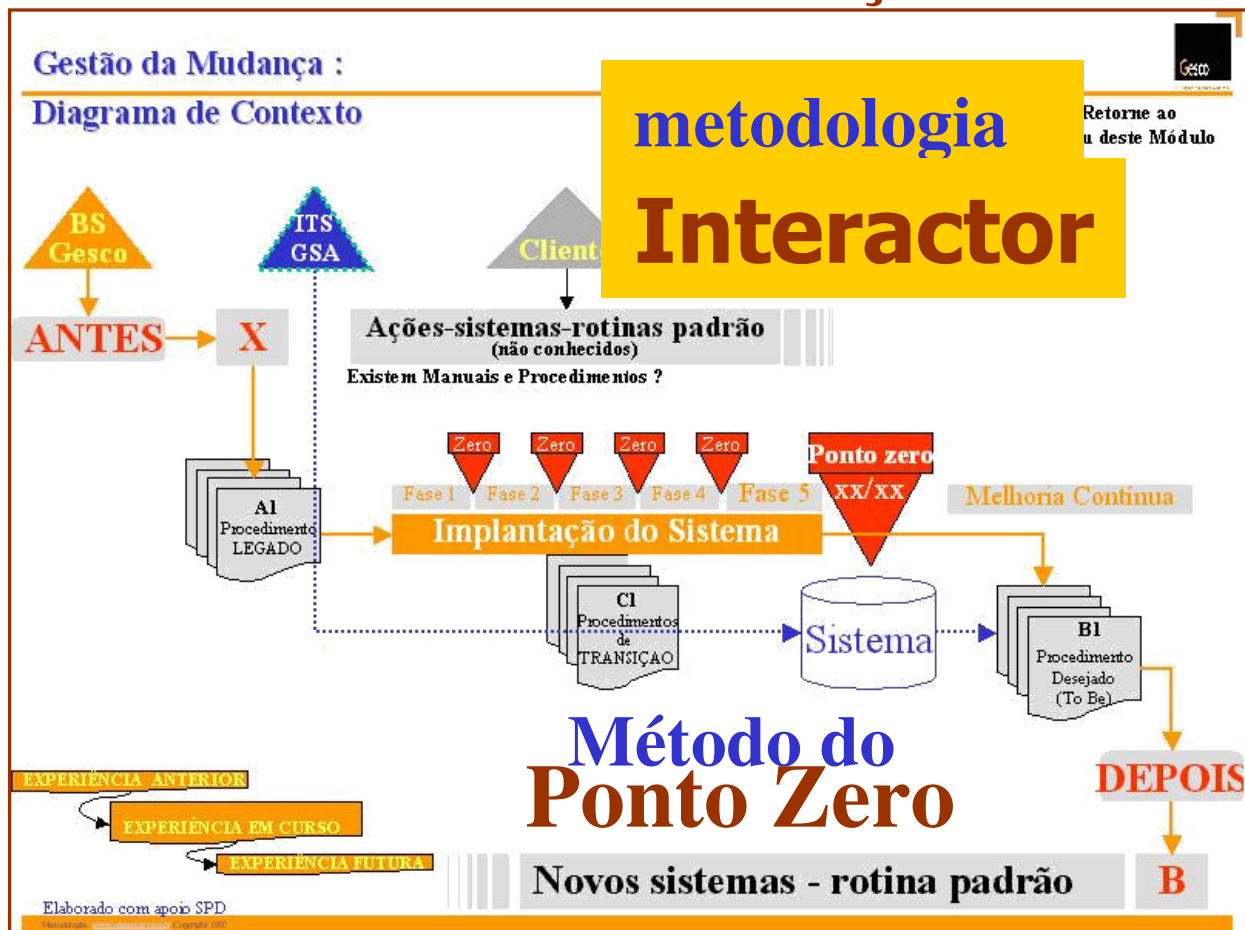 Gestão da Mudança :
Diagrama de Contexto
Gesco
metodologia
Interactor
Retorne ao
u deste Módulo
BS
Gesco
ITS
GSA
Cliente
ANTES
X
Ações-sistemas-rotinas padrão
(não conhecidos)
Existem Manuais e Procedimentos ?
Zero
Zero
Zero
Zero
Ponto zero
xx/xx
Fase 1
Fase 2
Fase 3
Fase 4
Fase 5
Melhoria Contínua
Implantação do Sistema
A1
Procedimento
LEGADO
C1
Procedimentos
de
TRANSIÇAO
Sistema
B1
Procedimento
Desejado
(To Be)
Método do
Ponto Zero
DEPOIS
EXPERIÊNCIA ANTERIOR
EXPERIÊNCIA EM CURSO
EXPERIÊNCIA FUTURA
Novos sistemas - rotina padrão
B
Elaborado com apoio SPD